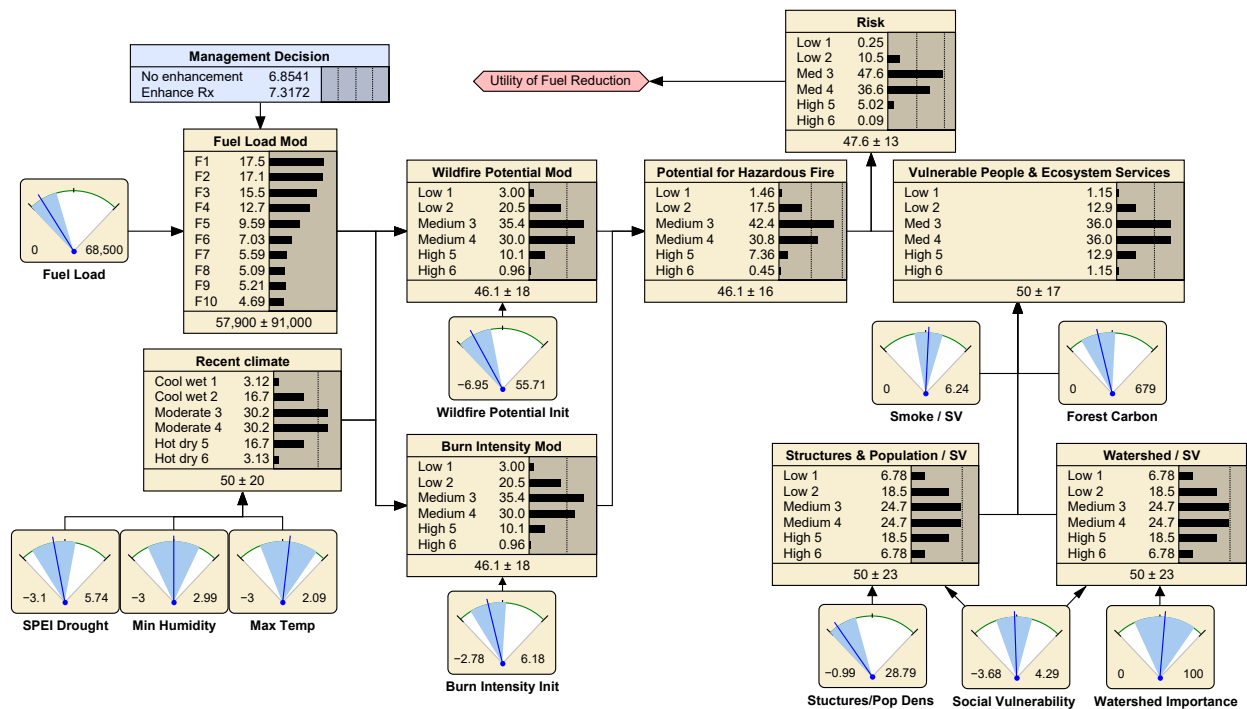 Risk
Low 1 0.25
Low 2 10.5
Med 3 47.6
Med 4 36.6
High 5 5.02
High 6 0.09
47.6 ± 13
Management Decision
No enhancement 6.8541
Enhance Rx 7.3172
Utility of Fuel Reduction
Fuel Load Mod
F1 17.5
F2 17.1
F3 15.5
F4 12.7
F5 9.59
F6 7.03
F7 5.59
F8 5.09
F9 5.21
F10 4.69
57,900 ± 91,000
0 68,500
Fuel Load
Wildfire Potential Mod
Low 1 3.00
Low 2 20.5
Medium 3 35.4
Medium 4 30.0
High 5 10.1
High 6 0.96
46.1 ± 18
Potential for Hazardous Fire
Low 1 1.46
Low 2 17.5
Medium 3 42.4
Medium 4 30.8
High 5 7.36
High 6 0.45
46.1 ± 16
Vulnerable People & Ecosystem Services
Low 1 1.15
Low 2 12.9
Med 3 36.0
Med 4 36.0
High 5 12.9
High 6 1.15
50 ± 17
Recent climate
Cool wet 1 3.12
Cool wet 2 16.7
Moderate 3 30.2
Moderate 4 30.2
Hot dry 5 16.7
Hot dry 6 3.13
50 ± 20
−6.95 55.71
Wildfire Potential Init
0 6.24
Smoke / SV
0 679
Forest Carbon
Burn Intensity Mod
Low 1 3.00
Low 2 20.5
Medium 3 35.4
Medium 4 30.0
High 5 10.1
High 6 0.96
46.1 ± 18
Structures & Population / SV
Low 1 6.78
Low 2 18.5
Medium 3 24.7
Medium 4 24.7
High 5 18.5
High 6 6.78
50 ± 23
Watershed / SV
Low 1 6.78
Low 2 18.5
Medium 3 24.7
Medium 4 24.7
High 5 18.5
High 6 6.78
50 ± 23
−3.1 5.74
SPEI Drought
−3 2.99
Min Humidity
−3 2.09
Max Temp
−2.78 6.18
Burn Intensity Init
−0.99 28.79
Stuctures/Pop Dens
−3.68 4.29
Social Vulnerability
0 100
Watershed Importance